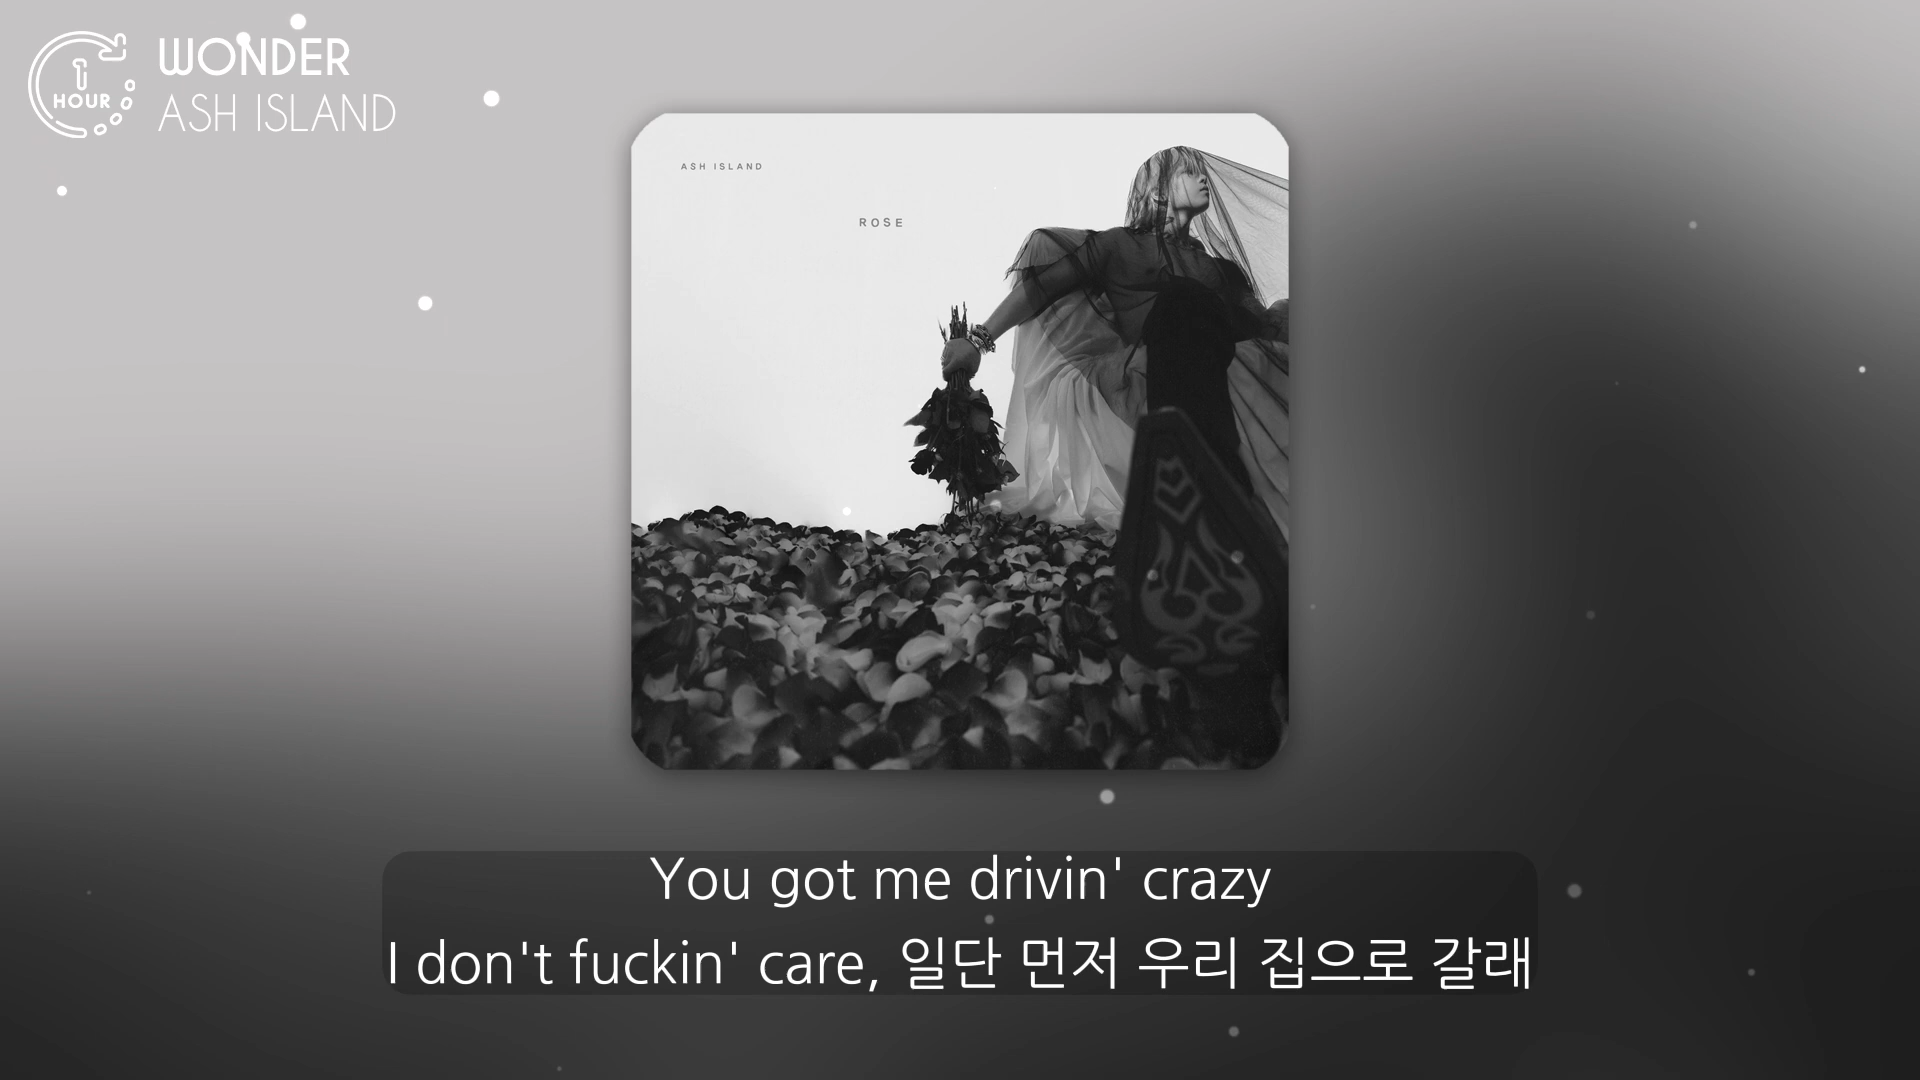 1
HOUR
WONDER
ASH ISLAND
ASH ISLAND
ROSE
You got me drivin' crazy
I don't fuckin' care, 일단 먼저 우리 집으로 갈래